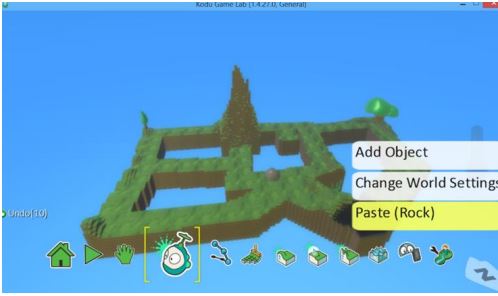 Kodu Game Lab (1.4.27.0, General)
Add Object
Change World Settings
Paste (Rock)
Undo(10)